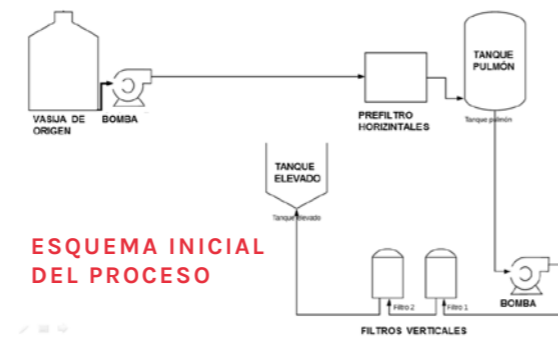 TANQUE
PULMÓN
Tanque pulmón
VASIJA DE
ORIGEN
BOMBA
PREFILTRO
HORIZINTALES
TANQUE
ELEVADO
Tanque elevado
ESQUEMA INICIAL
DEL PROCESO
Filtro 2
Filtro 1
BOMBA
FILTROS VERTICALES